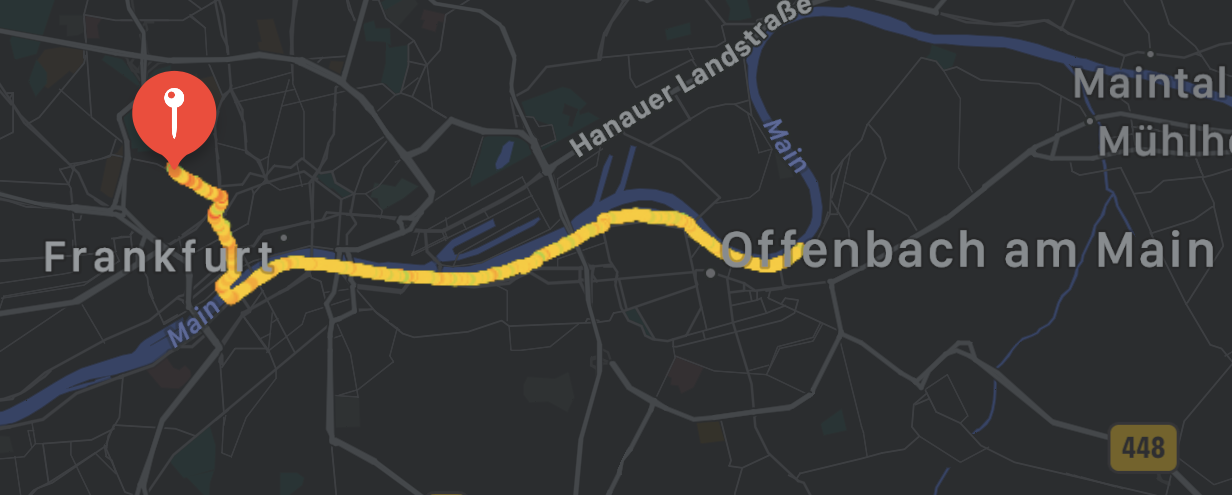 Hanauer Landstraße
Maintal
Main
Mühlh
Frankfurt
Offenbach am Main
Main
448